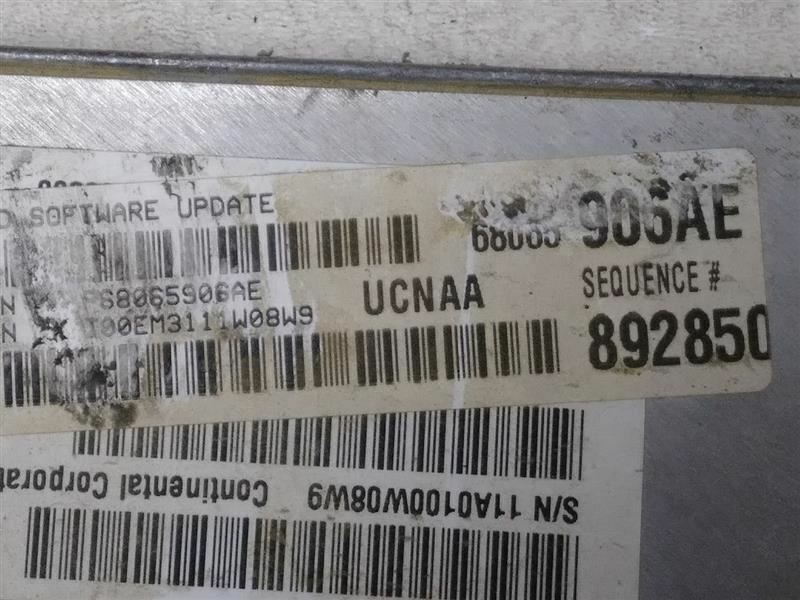 D SOFTWARE UPDATE
68065 906AE
N P68065906AE
UCNAA
SEQUENCE #
N T00EM3111W08W9
892850
Continental Corporat
S/N 11A0100W08W9